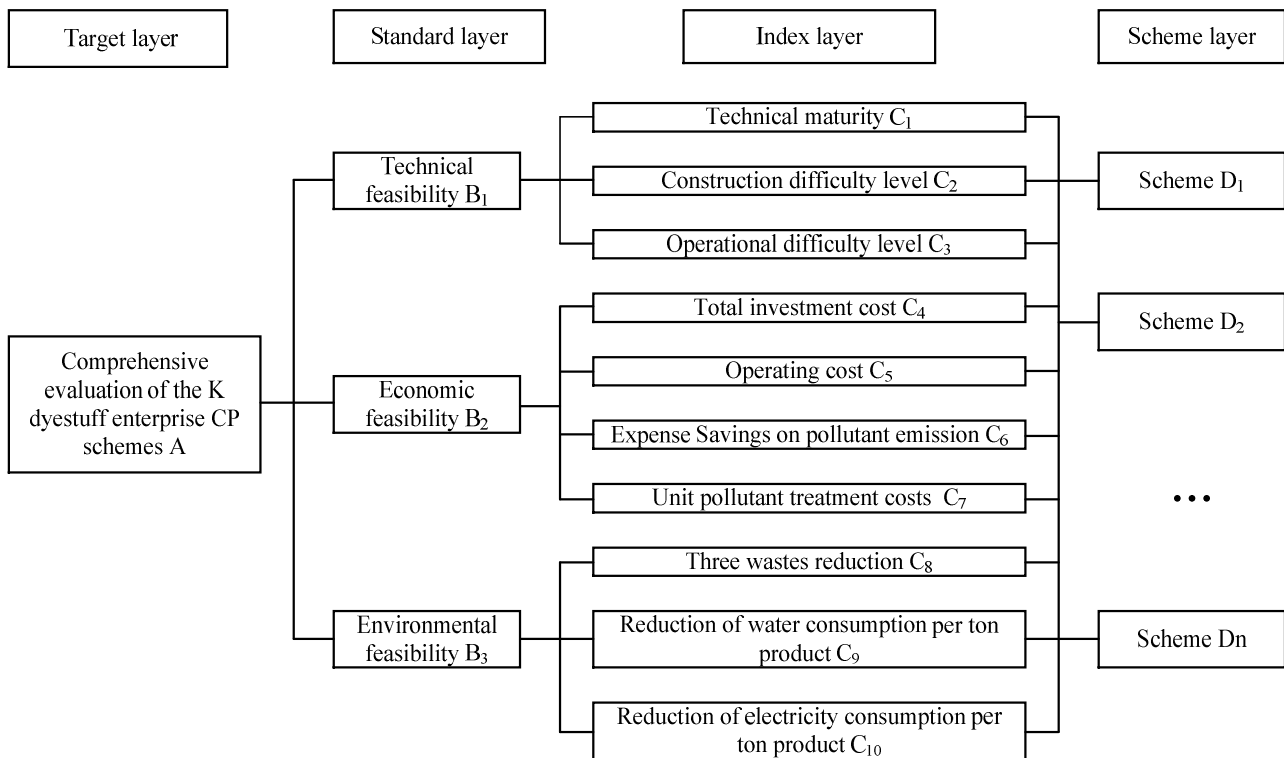 Target layer
Standard layer
Index layer
Scheme layer
Technical maturity C₁
Technical
feasibility B₁
Construction difficulty level C₂
Scheme D₁
Operational difficulty level C₃
Total investment cost C₄
Scheme D₂
Comprehensive
evaluation of the K
dyestuff enterprise CP
schemes A
Economic
feasibility B₂
Operating cost C₅
Expense Savings on pollutant emission C₆
Unit pollutant treatment costs C₇
...
Three wastes reduction C₈
Environmental
feasibility B₃
Reduction of water consumption per ton
product C₉
Scheme Dn
Reduction of electricity consumption per
ton product C₁₀